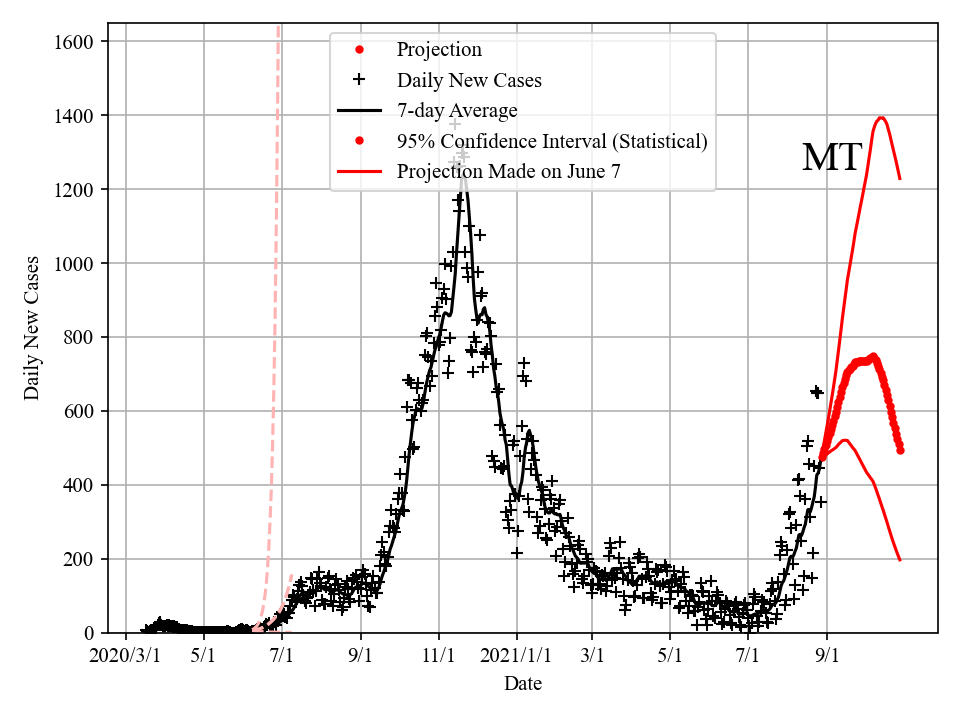 1600
1400
1200
1000
800
600
400
200
0
Daily New Cases
Projection
Daily New Cases
7-day Average
95% Confidence Interval (Statistical)
Projection Made on June 7
MT
2020/3/1 5/1 7/1 9/1 11/1 2021/1/1 3/1 5/1 7/1 9/1
Date